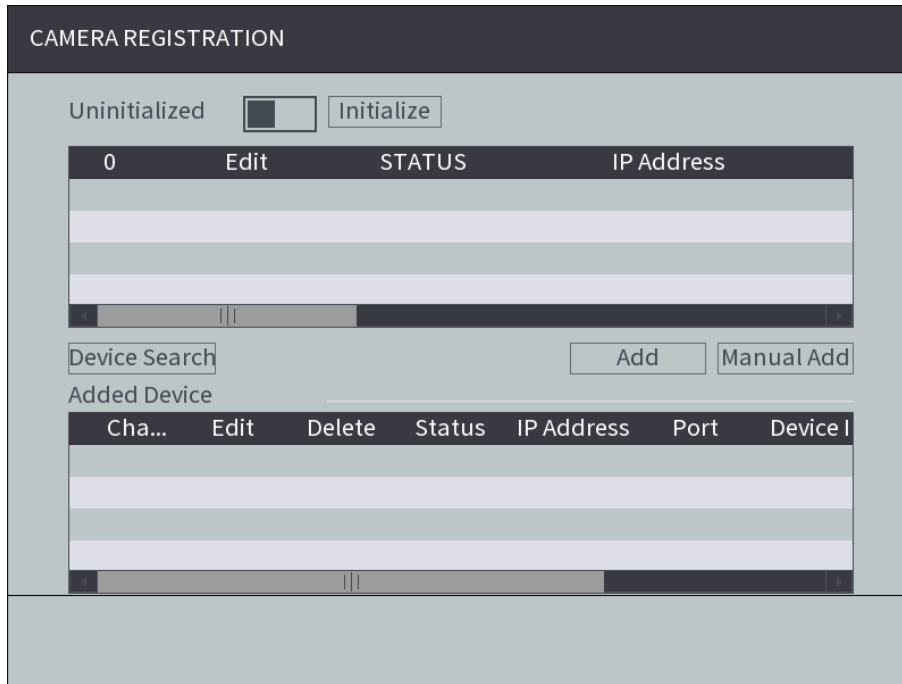 CAMERA REGISTRATION
Uninitialized Initialize
0 Edit STATUS IP Address
Device Search Add Manual Add
Added Device
Cha... Edit Delete Status IP Address Port Device I